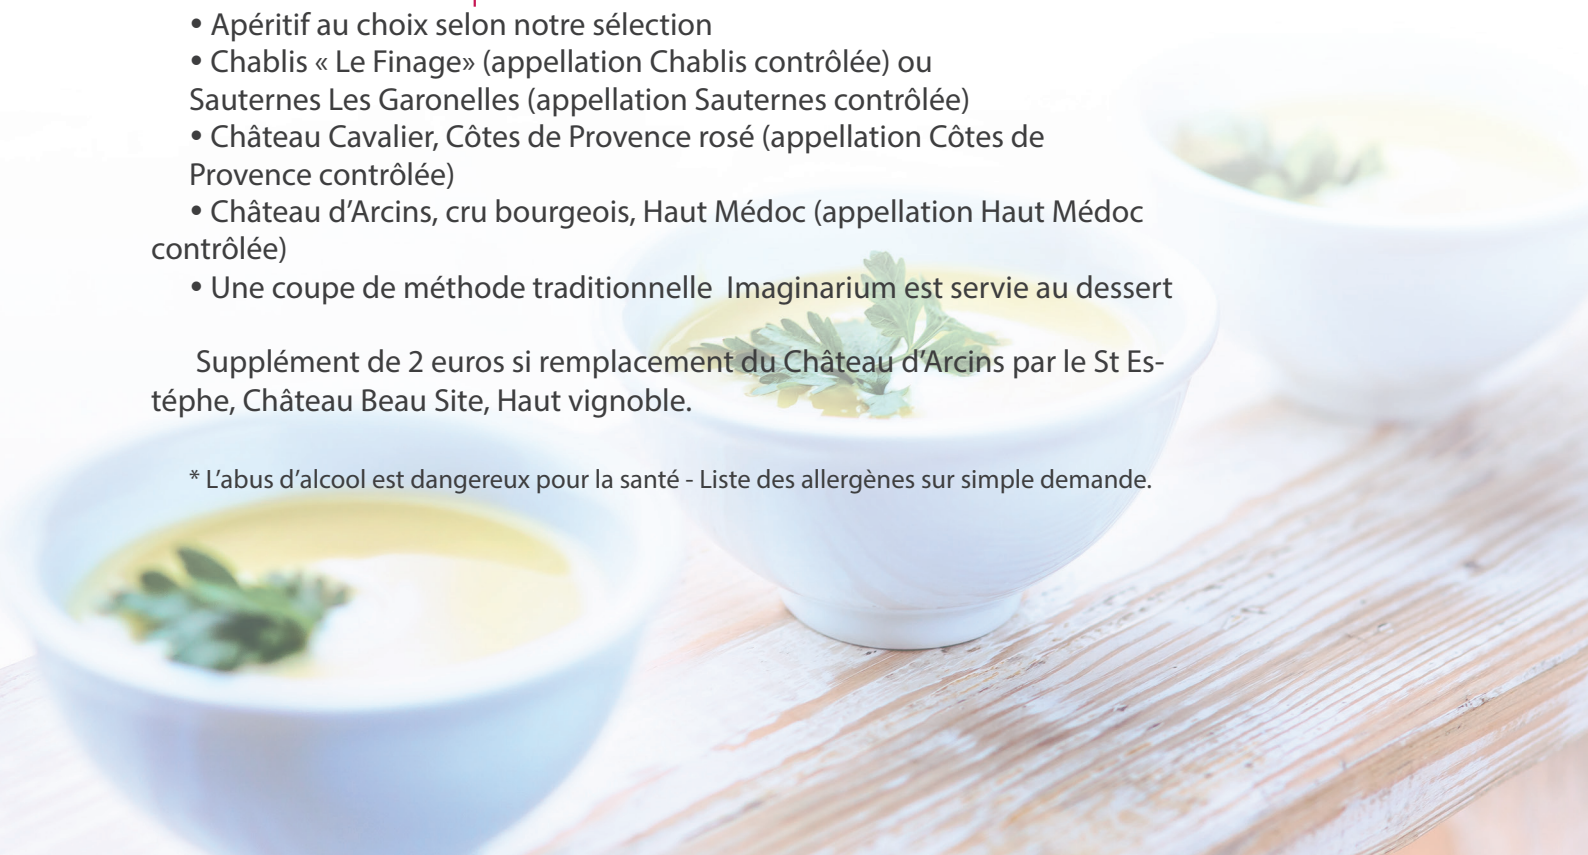 • Apéritif au choix selon notre sélection
• Chablis « Le Finage» (appellation Chablis contrôlée) ou
Sauternes Les Garonelles (appellation Sauternes contrôlée)
• Château Cavalier, Côtes de Provence rosé (appellation Côtes de
Provence contrôlée)
• Château d’Arcins, cru bourgeois, Haut Médoc (appellation Haut Médoc
contrôlée)
• Une coupe de méthode traditionnelle  Imaginarium est servie au dessert
Supplément de 2 euros si remplacement du Château d’Arcins par le St Es-
téphe, Château Beau Site, Haut vignoble.
* L’abus d’alcool est dangereux pour la santé - Liste des allergènes sur simple demande.